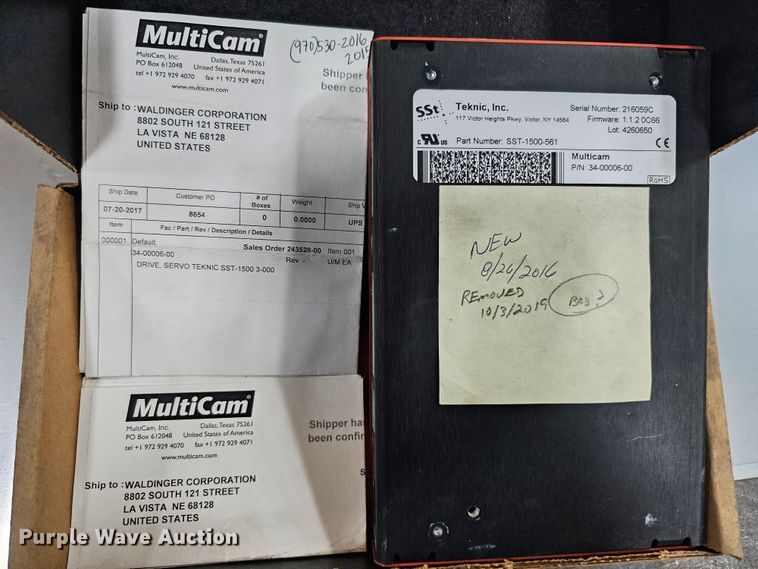 MultiCam®
MultiCam, Inc. Dallas, Texas 75261
PO Box 612048 United States of America
tel +1 972 929 4070 fax +1 972 929 4071
www.multicam.com
(970)530-2016
Shipper
been con
Ship to : WALDINGER CORPORATION
8802 SOUTH 121 STREET
LA VISTA NE 68128
UNITED STATES
Ship Date Customer PO # of Boxes Weight Ship V
07-20-2017 8654 0 0.0000 UPS
Item Fac / Part / Rev / Description / Details
000001 Default Sales Order 243528-00 Item 001
34-00006-00 Rev - U/M EA
DRIVE, SERVO TEKNIC SST-1500 3-000
MultiCam®
MultiCam, Inc. Dallas, Texas 75261
PO Box 612048 United States of America
tel +1 972 929 4070 fax +1 972 929 4071
www.multicam.com
Shipper ha
been confir
Ship to : WALDINGER CORPORATION
8802 SOUTH 121 STREET
LA VISTA NE 68128
UNITED STATES
SSt Teknic, Inc. Serial Number: 216059C
117 Victor Heights Pkwy, Victor, NY 14564 Firmware: 1.1.2 0C66
Lot: 4260650
c RU us Part Number: SST-1500-561
Multicam
P/N: 34-00006-00
RoHS
NEW
8/26/2016
REMOVED
10/3/2019 BAD ?
Purple Wave Auction